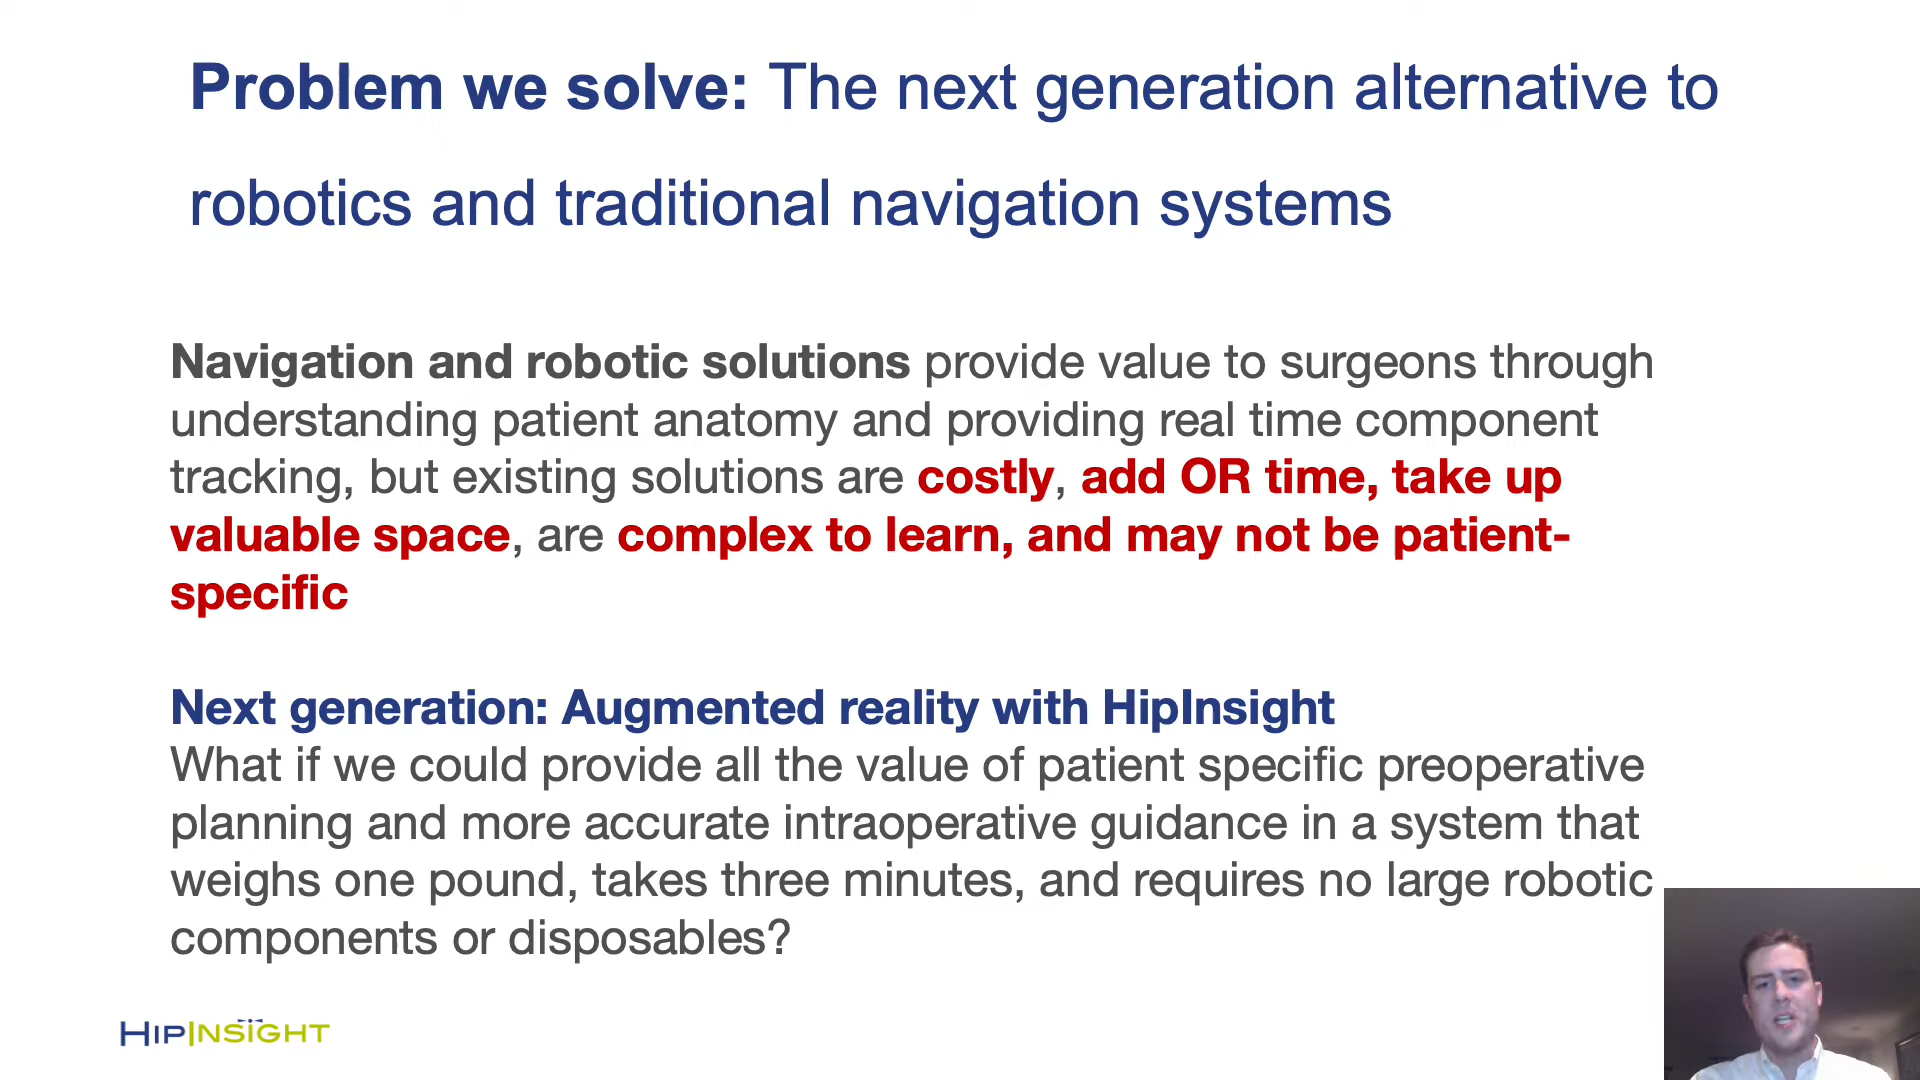 Problem we solve: The next generation alternative to
robotics and traditional navigation systems
Navigation and robotic solutions provide value to surgeons through
understanding patient anatomy and providing real time component
tracking, but existing solutions are costly, add OR time, take up
valuable space, are complex to learn, and may not be patient-
specific
Next generation: Augmented reality with HipInsight
What if we could provide all the value of patient specific preoperative
planning and more accurate intraoperative guidance in a system that
weighs one pound, takes three minutes, and requires no large robotic
components or disposables?
HIPINSIGHT